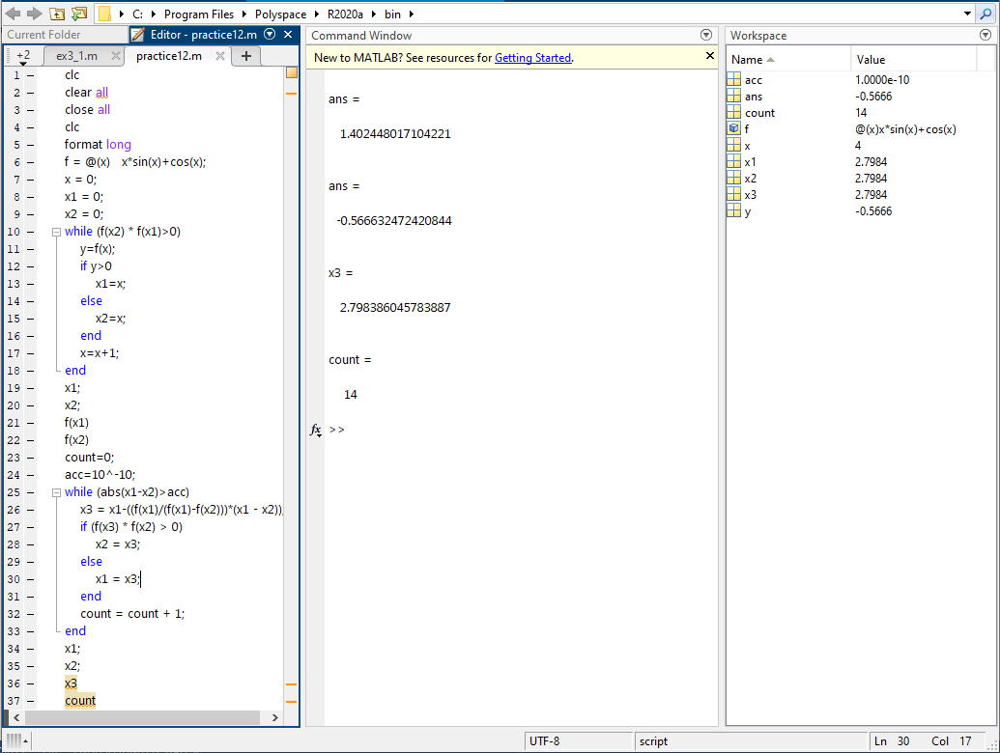 C: Program Files Polyspace R2020a bin
Current Folder
Editor - practice12.m
+2 ex3_1.m practice12.m +
1 clc
2 clear all
3 close all
4 clc
5 format long
6 f = @(x) x*sin(x)+cos(x);
7 x = 0;
8 x1 = 0;
9 x2 = 0;
10 while (f(x2) * f(x1)>0)
11 y=f(x);
12 if y>0
13 x1=x;
14 else
15 x2=x;
16 end
17 x=x+1;
18 end
19 x1;
20 x2;
21 f(x1)
22 f(x2)
23 count=0;
24 acc=10^-10;
25 while (abs(x1-x2)>acc)
26 x3 = x1-((f(x1)/(f(x1)-f(x2)))*(x1 - x2));
27 if (f(x3) * f(x2) > 0)
28 x2 = x3;
29 else
30 x1 = x3;
31 end
32 count = count + 1;
33 end
34 x1;
35 x2;
36 x3
37 count
Command Window
New to MATLAB? See resources for Getting Started.
ans =
1.402448017104221
ans =
-0.566632472420844
x3 =
2.798386045783887
count =
14
fx >>
Workspace
Name Value
acc 1.0000e-10
ans -0.5666
count 14
f @(x)x*sin(x)+cos(x)
x 4
x1 2.7984
x2 2.7984
x3 2.7984
y -0.5666
UTF-8 script Ln 30 Col 17